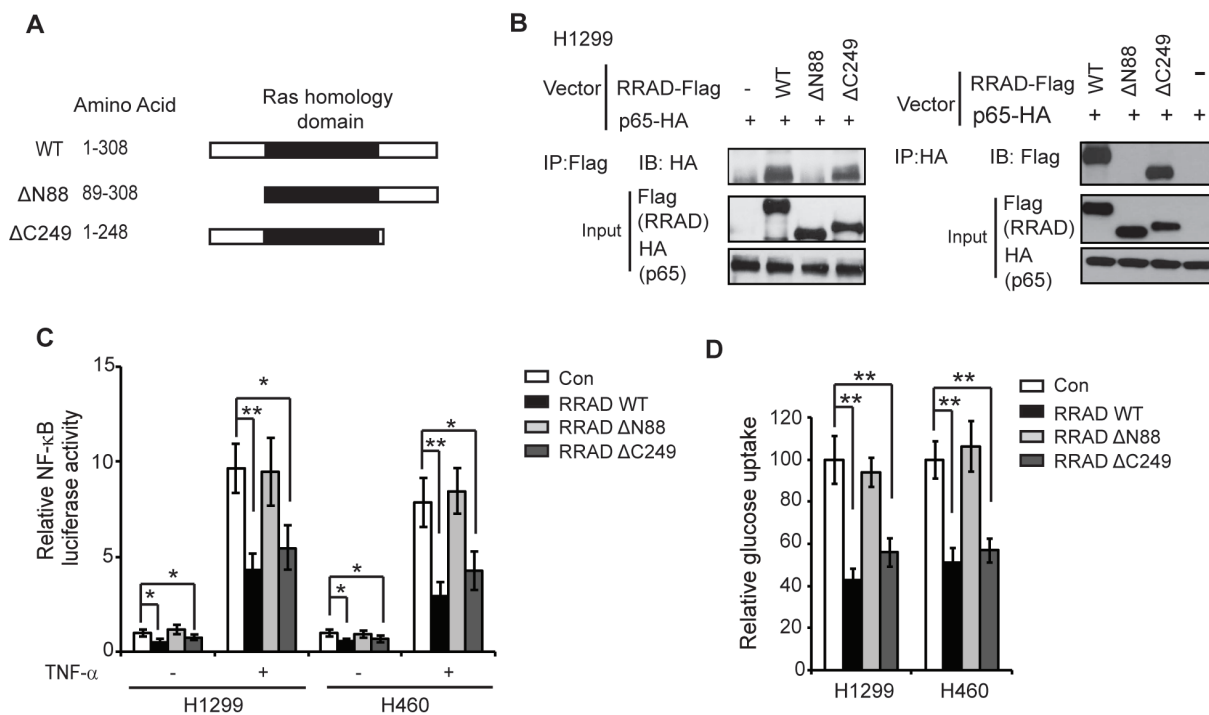 A
Amino Acid
Ras homology
domain
WT 1-308
ΔN88 89-308
ΔC249 1-248
B
H1299
Vector
RRAD-Flag - WT ΔN88 ΔC249
p65-HA + + + +
IP:Flag IB: HA
Input
Flag
(RRAD)
HA
(p65)
Vector
RRAD-Flag WT ΔN88 ΔC249 -
p65-HA + + + +
IP:HA IB: Flag
Input
Flag
(RRAD)
HA
(p65)
C
Relative NF-κB
luciferase activity
15
10
5
0
* * ** * * * ** *
Con
RRAD WT
RRAD ΔN88
RRAD ΔC249
TNF-α - + - +
H1299 H460
D
Relative glucose uptake
120
100
80
60
40
20
0
** ** ** **
Con
RRAD WT
RRAD ΔN88
RRAD ΔC249
H1299 H460